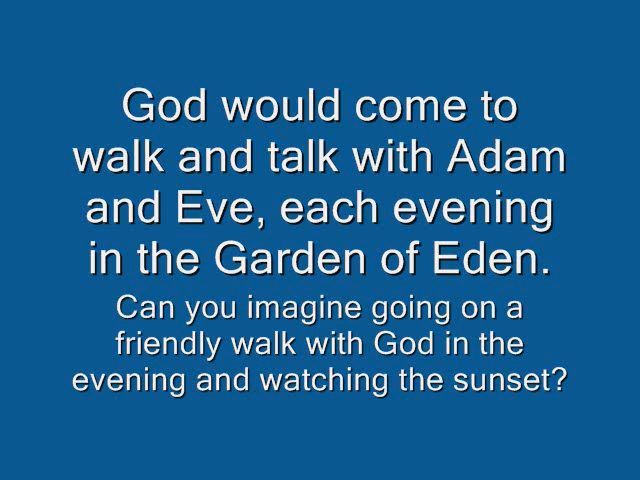 God would come to
walk and talk with Adam
and Eve, each evening
in the Garden of Eden.
Can you imagine going on a
friendly walk with God in the
evening and watching the sunset?